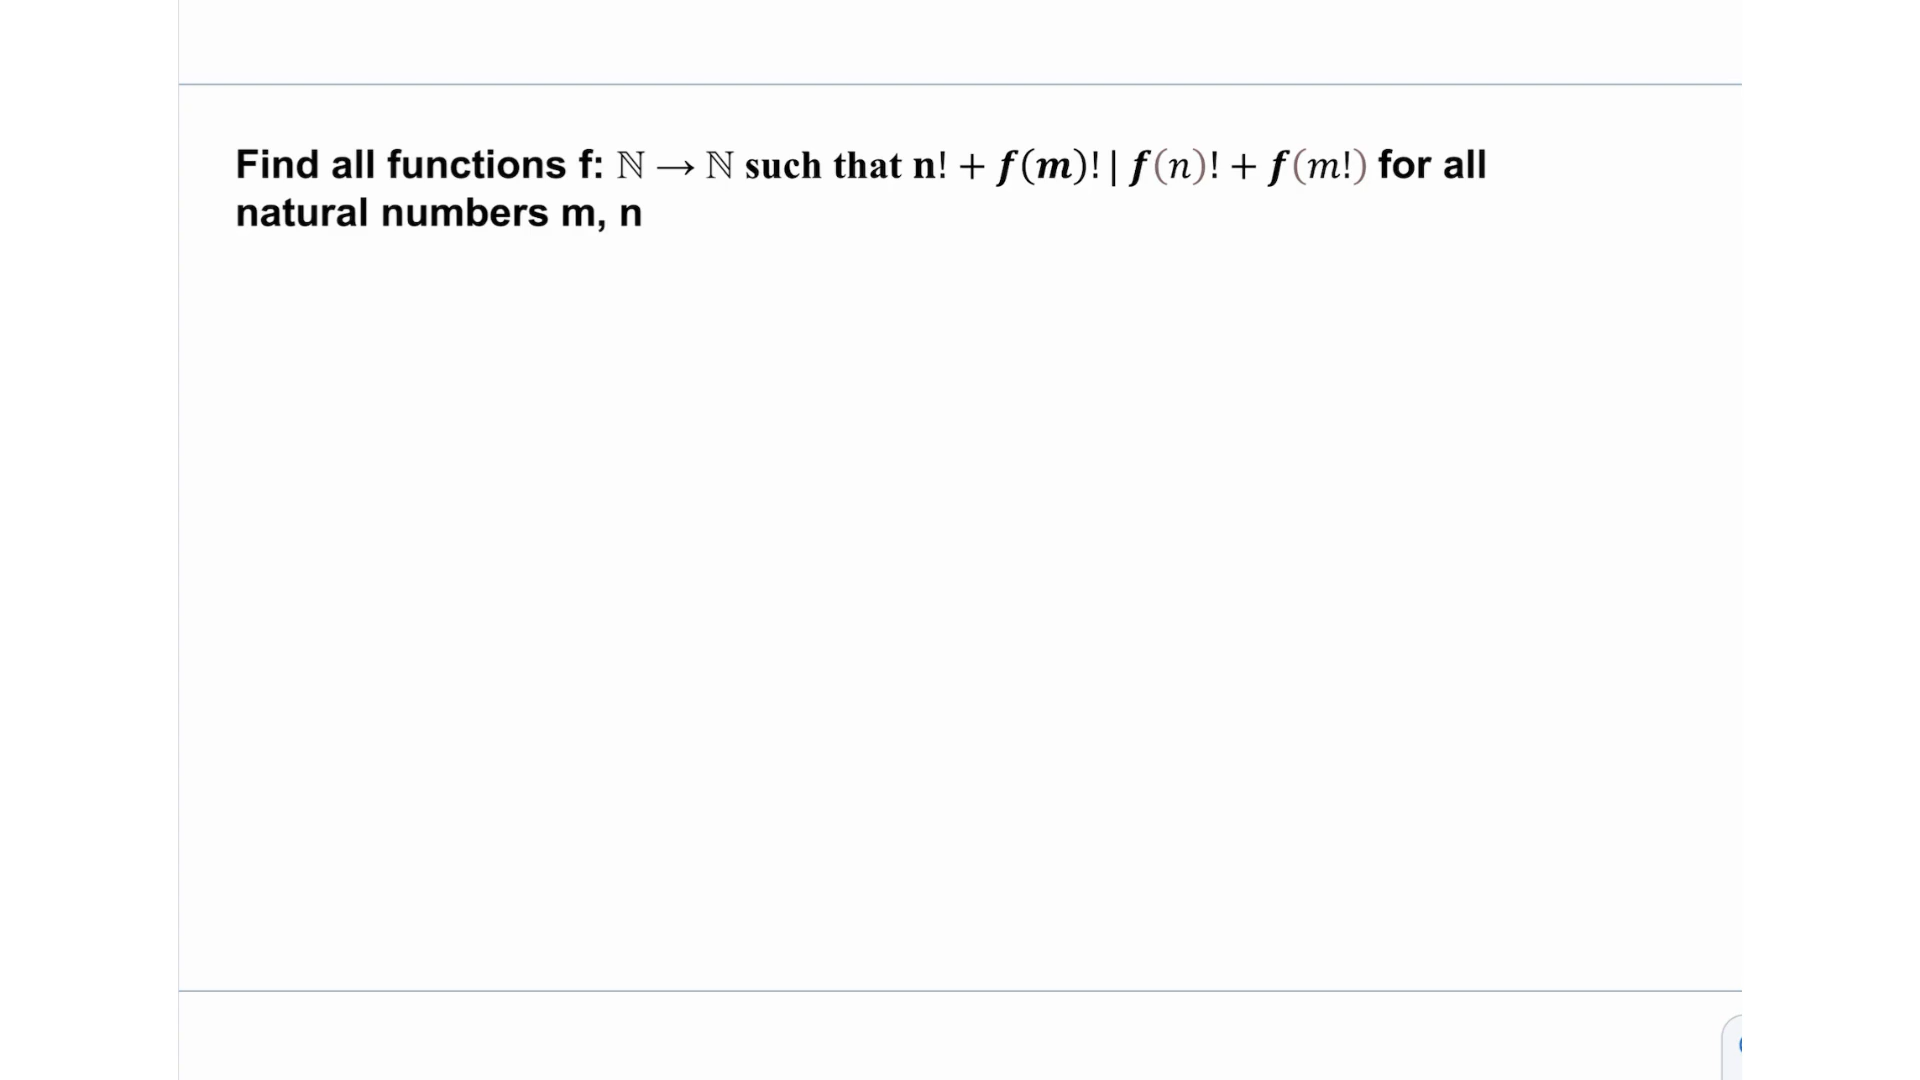 Find all functions f: ℕ → ℕ such that n! + f(m)! | f(n)! + f(m!) for all
natural numbers m, n